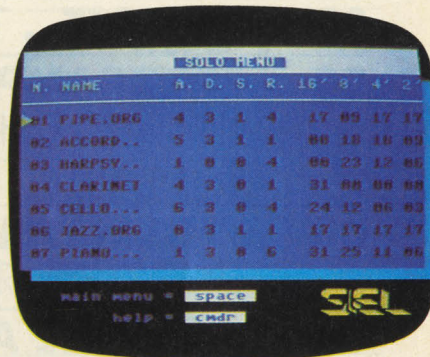 SOLO MENU
N. NAME A. D. S. R. 16' 8' 4' 2'
01 PIPE.ORG 4 3 1 4 17 09 17 17
02 ACCORD.. 5 3 1 1 00 18 18 09
03 HARPSY.. 1 0 0 4 06 23 12 06
04 CLARINET 4 3 0 1 31 00 00 00
05 CELLO... 6 3 0 4 24 12 06 03
06 JAZZ.ORG 0 3 1 1 17 17 17 17
07 PIANO... 1 3 0 6 31 25 11 06
main menu = space
help = cmdr
SIEL